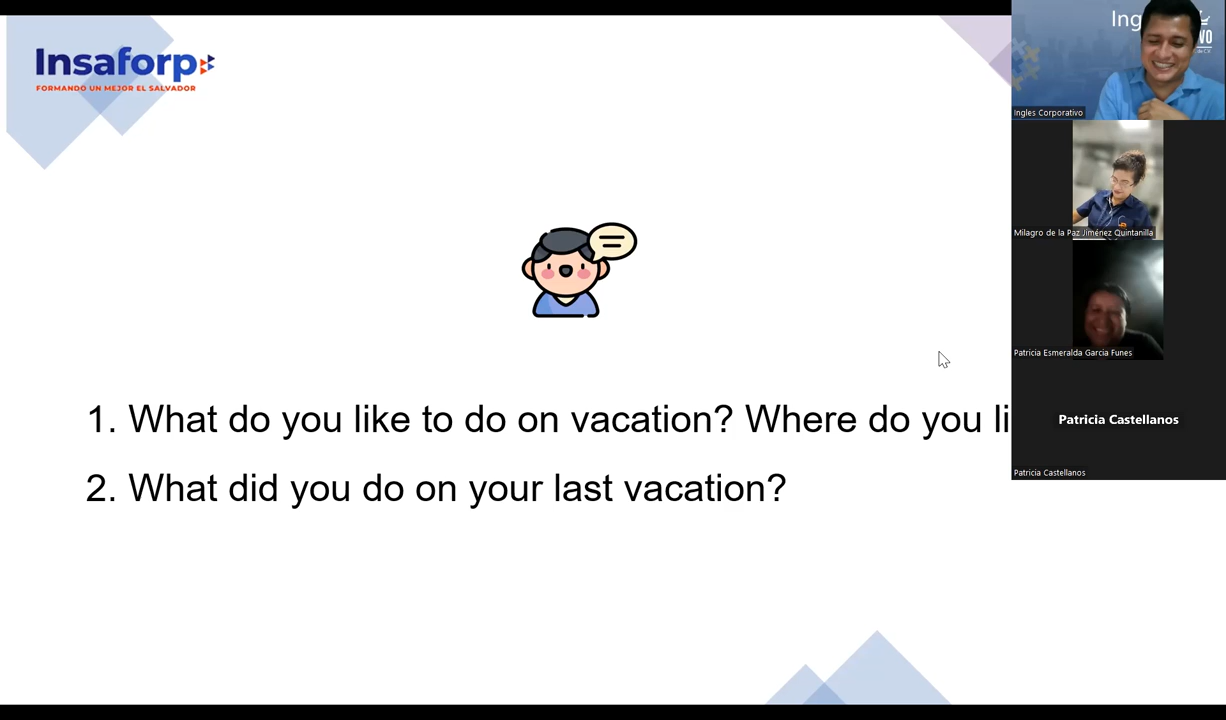 Insaforp
FORMANDO UN MEJOR EL SALVADOR
1. What do you like to do on vacation? Where do you li
2. What did you do on your last vacation?
Ing
Ingles Corporativo
Milagro de la Paz Jiménez Quintanilla
Patricia Esmeralda Garcia Funes
Patricia Castellanos
Patricia Castellanos